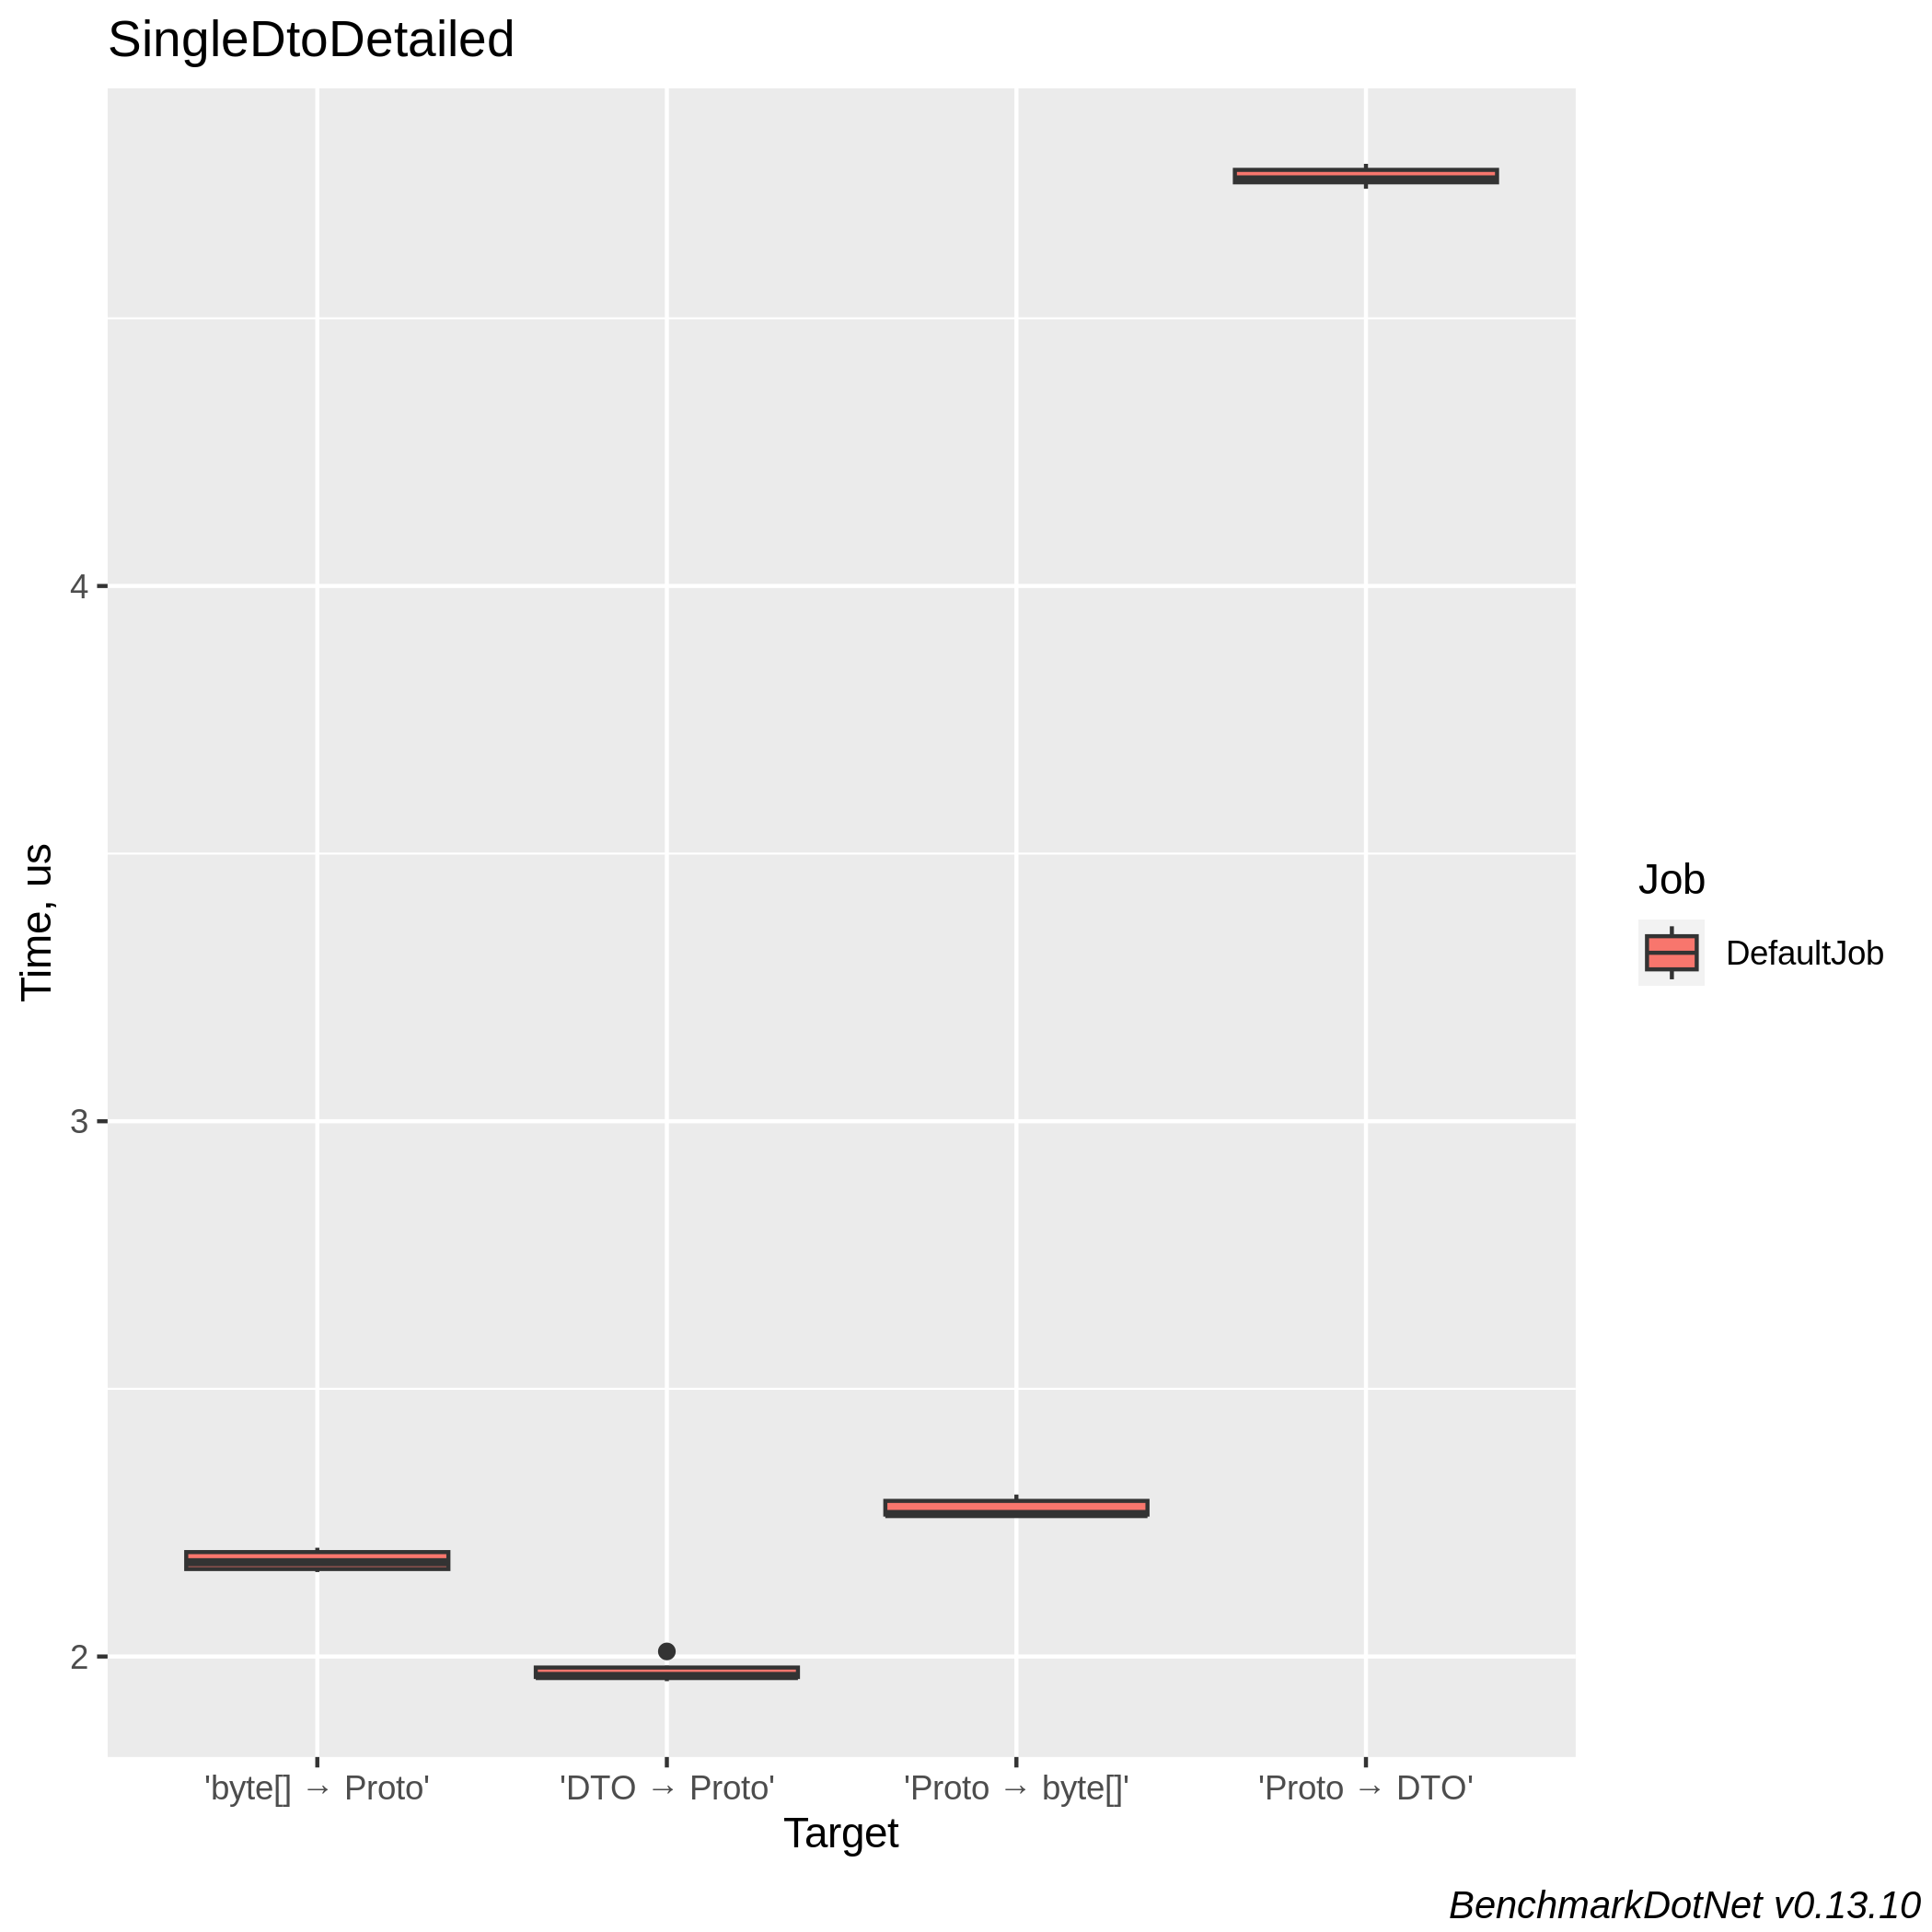 SingleDtoDetailed
Time, us
4
3
2
'byte[] → Proto'
'DTO → Proto'
'Proto → byte[]'
'Proto → DTO'
Target
Job
DefaultJob
BenchmarkDotNet v0.13.10